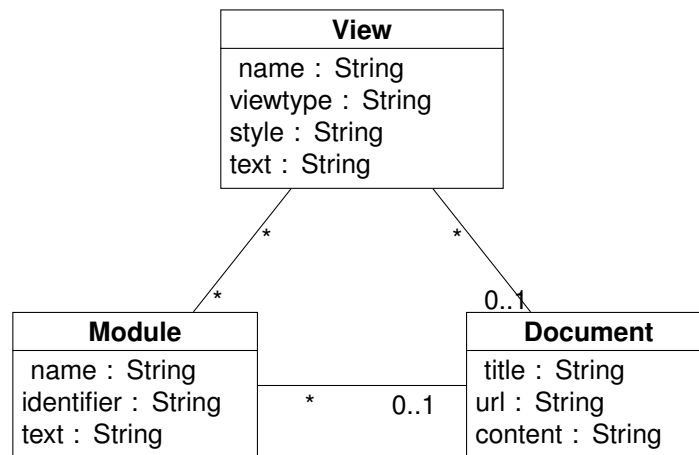 View
name : String
viewtype : String
style : String
text : String
*
*
*
0..1
Module
name : String
identifier : String
text : String
*
0..1
Document
title : String
url : String
content : String